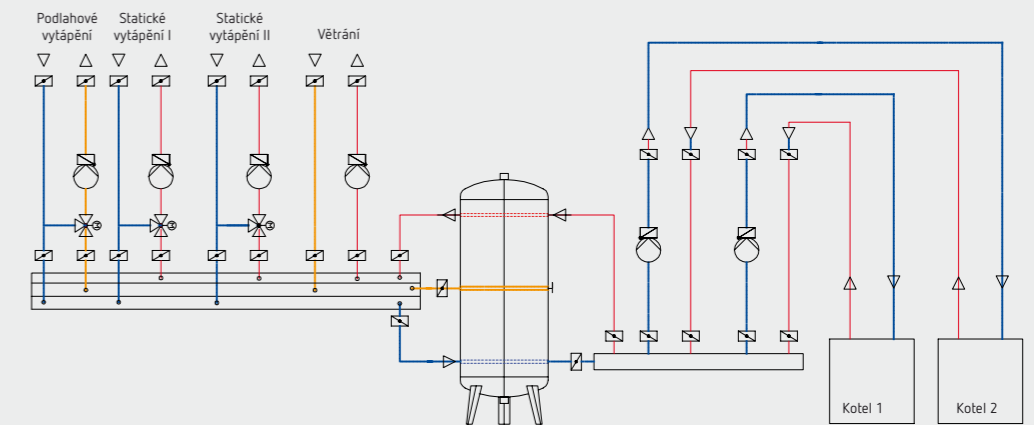 Podlahové
vytápění
Statické
vytápění I
Statické
vytápění II
Větrání
Kotel 1
Kotel 2